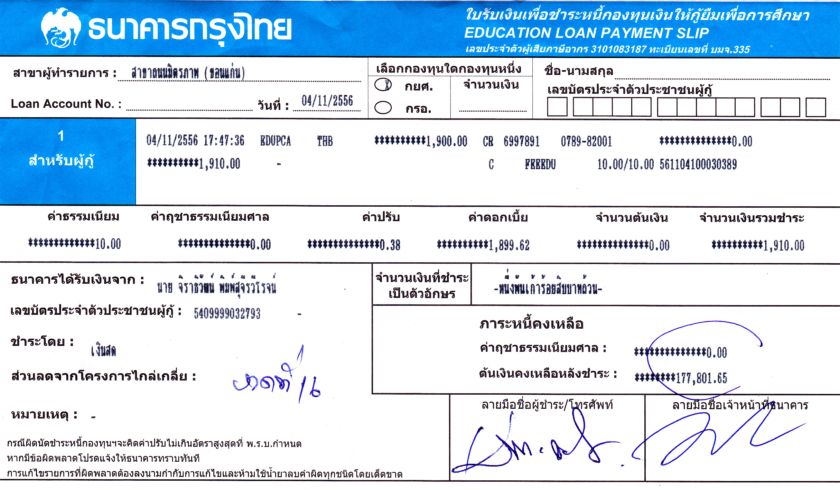 ธนาคารกรุงไทย
ใบรับเงินเพื่อชำระหนี้กองทุนเงินให้กู้ยืมเพื่อการศึกษา
EDUCATION LOAN PAYMENT SLIP
เลขประจำตัวผู้เสียภาษีอากร 3101083187 ทะเบียนเลขที่ บมจ.335
สาขาผู้ทำรายการ : สาขาถนนมิตรภาพ (ขอนแก่น)
เลือกกองทุนใดกองทุนหนึ่ง
ชื่อ-นามสกุล
กยศ. จำนวนเงิน
เลขบัตรประจำตัวประชาชนผู้กู้
Loan Account No. : วันที่ : 04/11/2556
กรอ.
1
สำหรับผู้กู้
04/11/2556 17:47:36 EDUPCA THB **********1,900.00 CR 6997891 0789-82001 **************0.00
**********1,910.00 - C FEEEDU 10.00/10.00 561104100030389
ค่าธรรมเนียม ค่าฤชาธรรมเนียมศาล ค่าปรับ ค่าดอกเบี้ย จำนวนต้นเงิน จำนวนเงินรวมชำระ
*************10.00 **************0.00 **************0.38 **********1,899.62 **************0.00 **********1,910.00
ธนาคารได้รับเงินจาก : นาย จิราธิวัฒน์ พิมพ์สุจิรวีโรจน์
จำนวนเงินที่ชำระ
เป็นตัวอักษร
-หนึ่งพันเก้าร้อยสิบบาทถ้วน-
เลขบัตรประจำตัวประชาชนผู้กู้ : 5409999032793 -
ภาระหนี้คงเหลือ
ชำระโดย : เงินสด
ค่าฤชาธรรมเนียมศาล : **************0.00
ส่วนลดจากโครงการไกล่เกลี่ย :
ต้นเงินคงเหลือหลังชำระ : ********177,801.65
หมายเหตุ : -
ลายมือชื่อผู้ชำระ/โทรศัพท์
ลายมือชื่อเจ้าหน้าที่ธนาคาร
กรณีผิดนัดชำระหนี้กองทุนฯจะคิดค่าปรับไม่เกินอัตราสูงสุดที่ พ.ร.บ.กำหนด
หากมีข้อผิดพลาดโปรดแจ้งให้ธนาคารทราบทันที
การแก้ไขรายการที่ผิดพลาดต้องลงนามกำกับการแก้ไขและห้ามใช้น้ำยาลบคำผิดทุกชนิดโดยเด็ดขาด